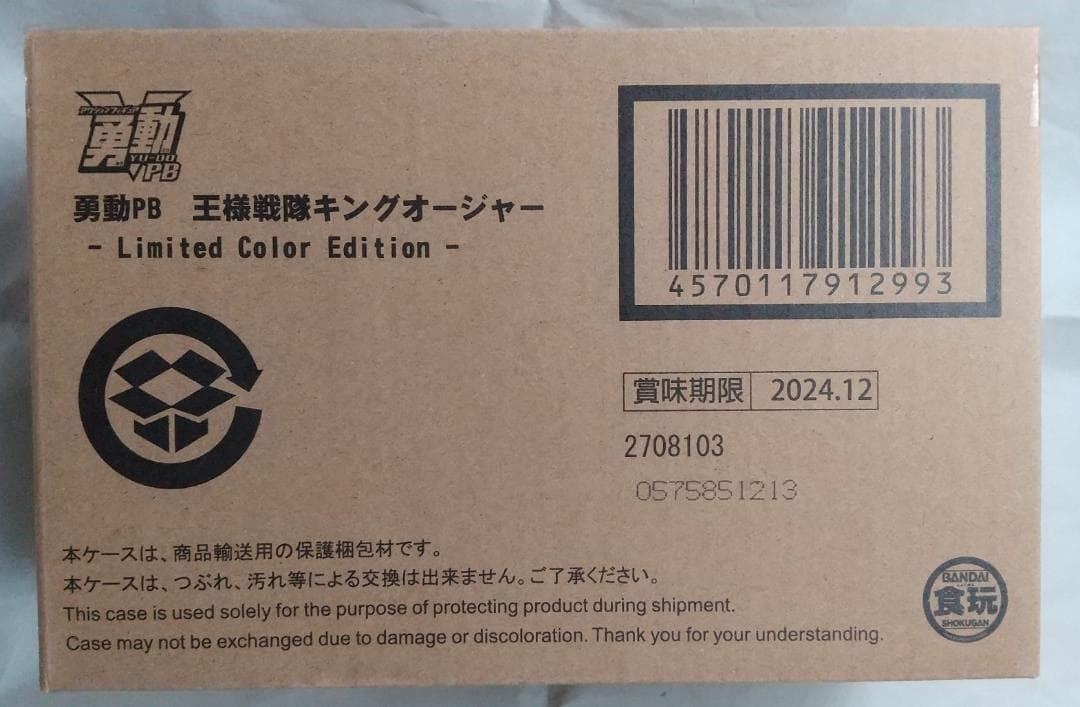 勇動
YU-DO
PB
勇動PB 王様戦隊キングオージャー
- Limited Color Edition -
4570117912993
賞味期限 2024.12
2708103
0575851213
本ケースは、商品輸送用の保護梱包材です。
本ケースは、つぶれ、汚れ等による交換は出来ません。ご了承ください。
This case is used solely for the purpose of protecting product during shipment.
Case may not be exchanged due to damage or discoloration. Thank you for your understanding.
BANDAI
食玩
SHOKUGAN